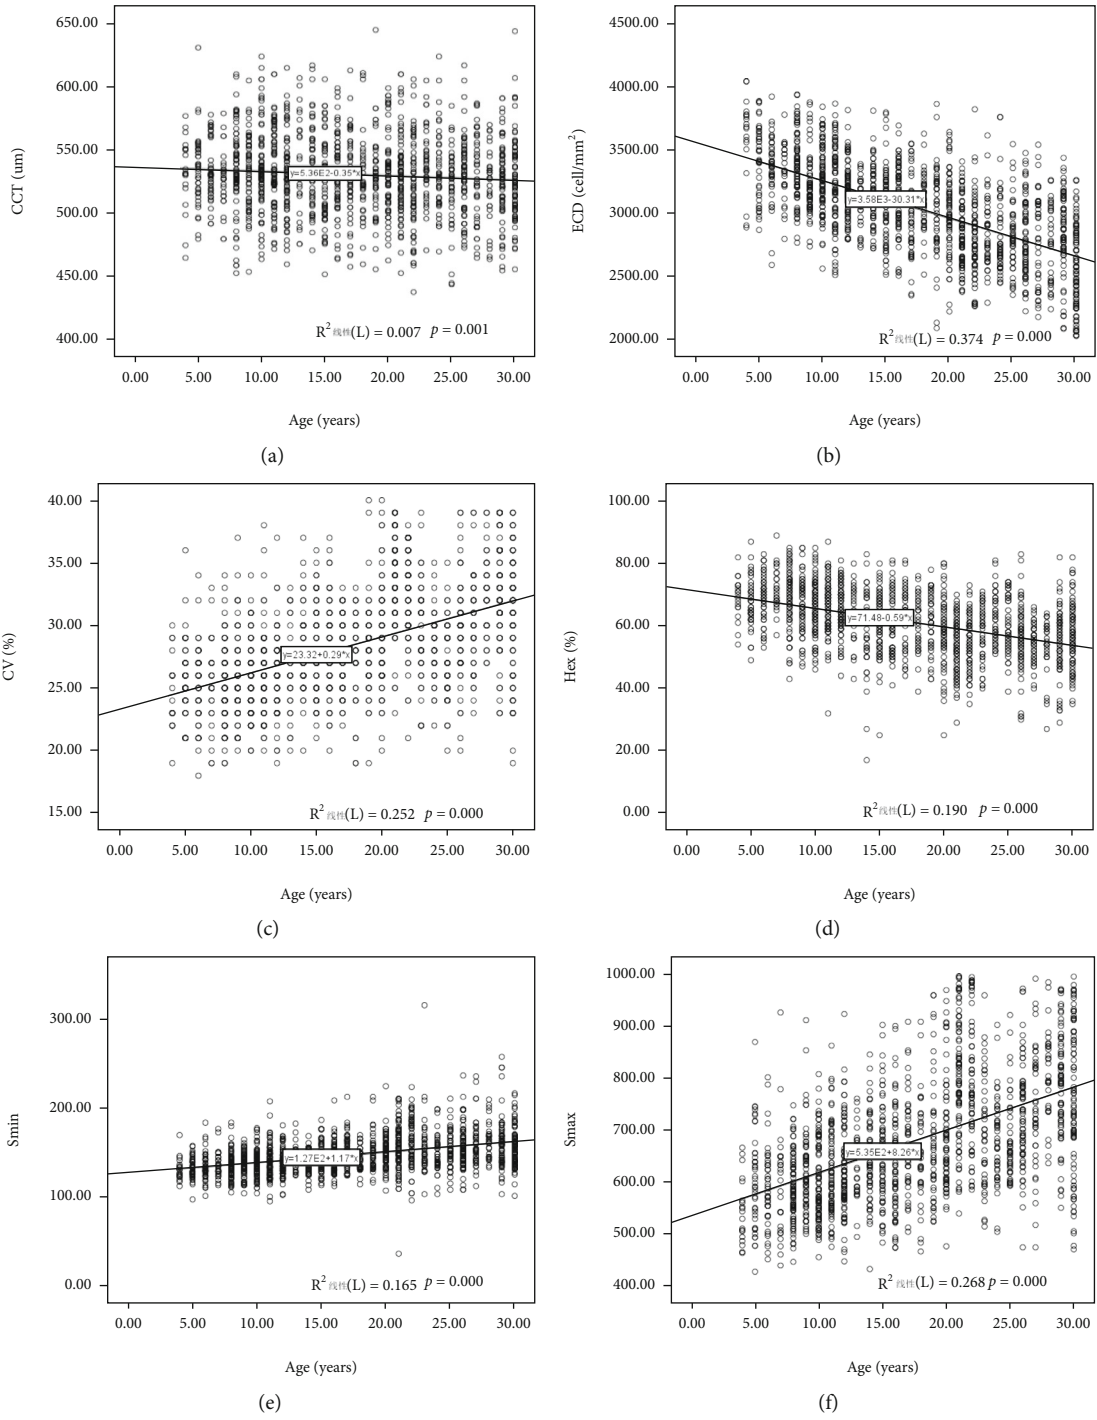 650.00
600.00
550.00
500.00
450.00
400.00
CCT (um)
y=5.36E2-0.35*x
R² 线性(L) = 0.007 p = 0.001
0.00 5.00 10.00 15.00 20.00 25.00 30.00
Age (years)
(a)
4500.00
4000.00
3500.00
3000.00
2500.00
2000.00
ECD (cell/mm²)
y=3.58E3-30.31*x
R² 线性(L) = 0.374 p = 0.000
0.00 5.00 10.00 15.00 20.00 25.00 30.00
Age (years)
(b)
40.00
35.00
30.00
25.00
20.00
15.00
CV (%)
y=23.32+0.29*x
R² 线性(L) = 0.252 p = 0.000
0.00 5.00 10.00 15.00 20.00 25.00 30.00
Age (years)
(c)
100.00
80.00
60.00
40.00
20.00
0.00
Hex (%)
y=71.48-0.59*x
R² 线性(L) = 0.190 p = 0.000
0.00 5.00 10.00 15.00 20.00 25.00 30.00
Age (years)
(d)
300.00
200.00
100.00
0.00
Smin
y=1.27E2+1.17*x
R² 线性(L) = 0.165 p = 0.000
0.00 5.00 10.00 15.00 20.00 25.00 30.00
Age (years)
(e)
1000.00
900.00
800.00
700.00
600.00
500.00
400.00
Smax
y=5.35E2+8.26*x
R² 线性(L) = 0.268 p = 0.000
0.00 5.00 10.00 15.00 20.00 25.00 30.00
Age (years)
(f)